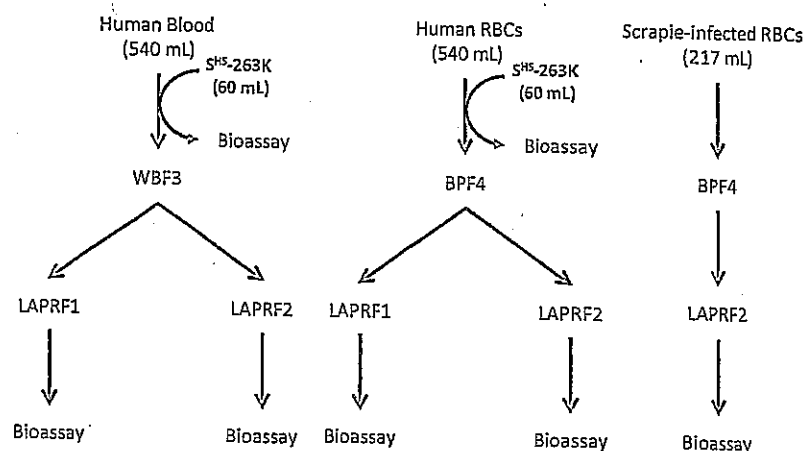 Human Blood
(540 mL)
S^HS-263K
(60 mL)
Bioassay
WBF3
LAPRF1
LAPRF2
Bioassay
Bioassay
Human RBCs
(540 mL)
S^HS-263K
(60 mL)
Bioassay
BPF4
LAPRF1
LAPRF2
Bioassay
Bioassay
Scrapie-infected RBCs
(217 mL)
BPF4
LAPRF2
Bioassay